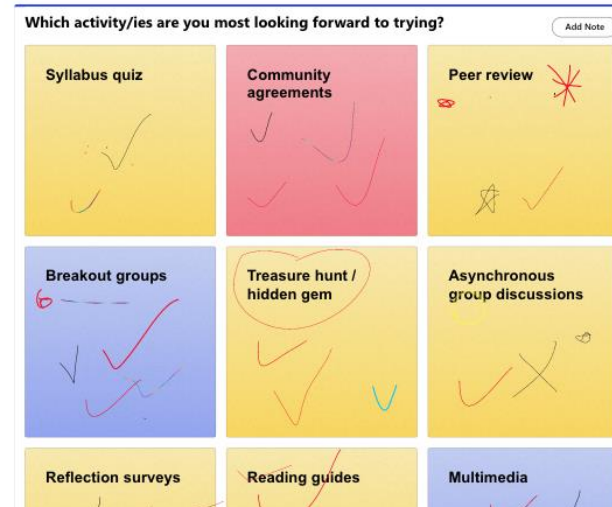 Which activity/ies are you most looking forward to trying?
Add Note
Syllabus quiz
Community
agreements
Peer review
Breakout groups
Treasure hunt /
hidden gem
Asynchronous
group discussions
Reflection surveys
Reading guides
Multimedia